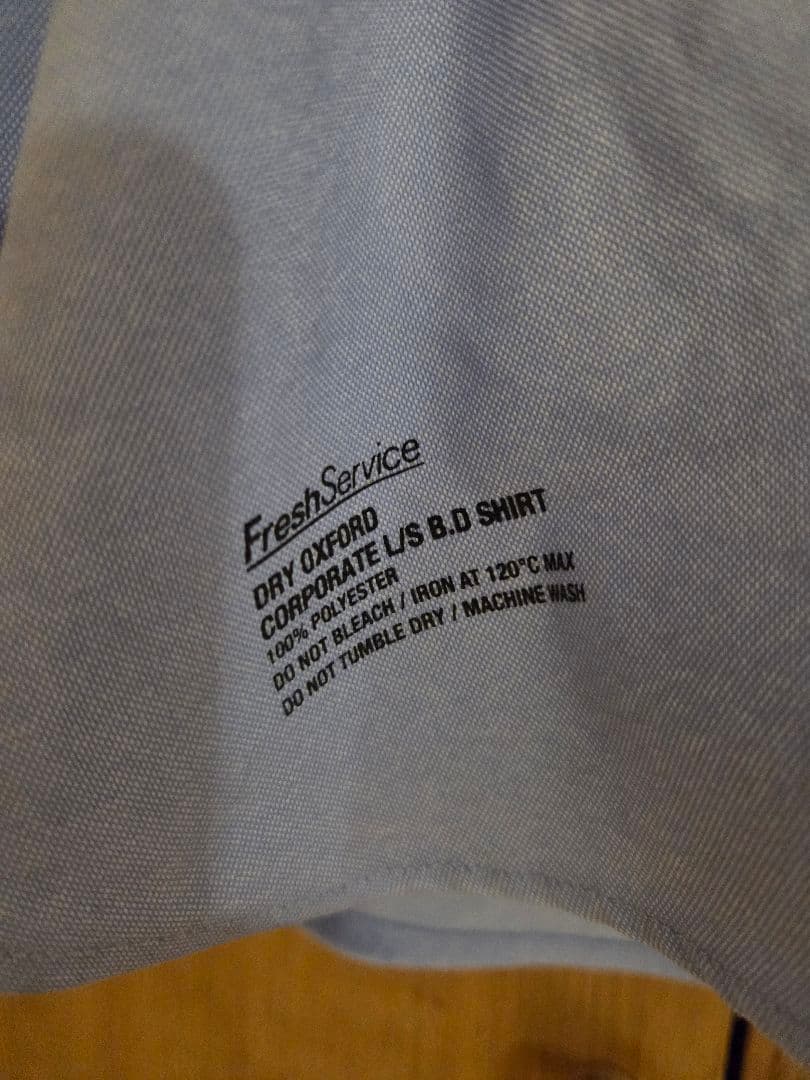 FreshService
DRY OXFORD
CORPORATE L/S B.D SHIRT
100% POLYESTER
DO NOT BLEACH / IRON AT 120°C MAX
DO NOT TUMBLE DRY / MACHINE WASH